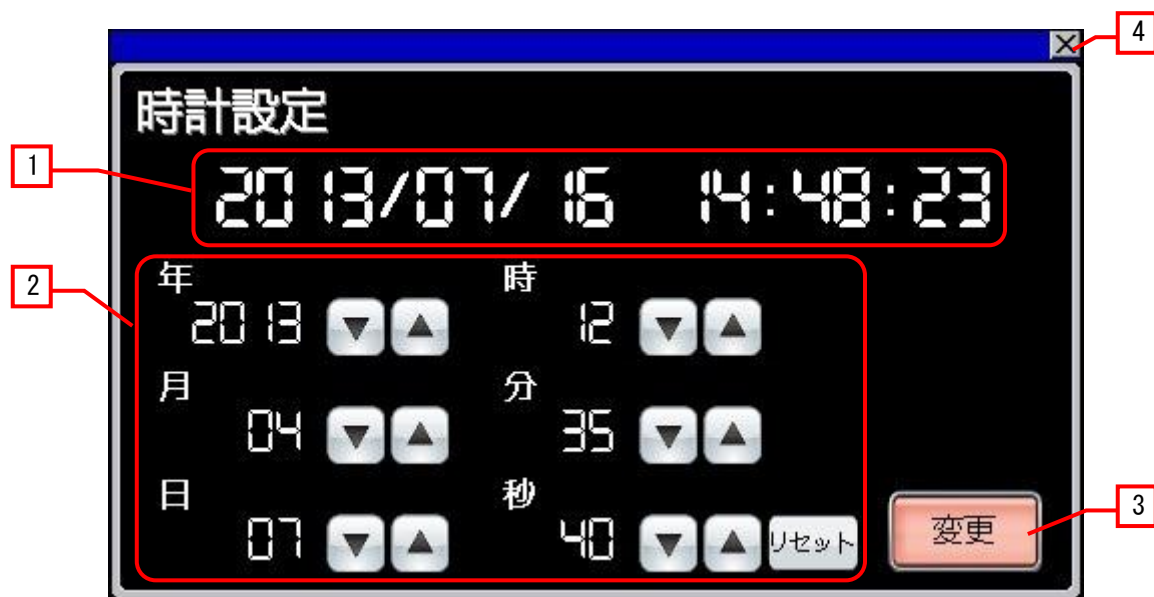 4
時計設定
1
2013/07/16 14:48:23
2
年 時
2013 ▼ ▲ 12 ▼ ▲
月 分
04 ▼ ▲ 35 ▼ ▲
日 秒
07 ▼ ▲ 40 ▼ ▲ リセット
変更
3